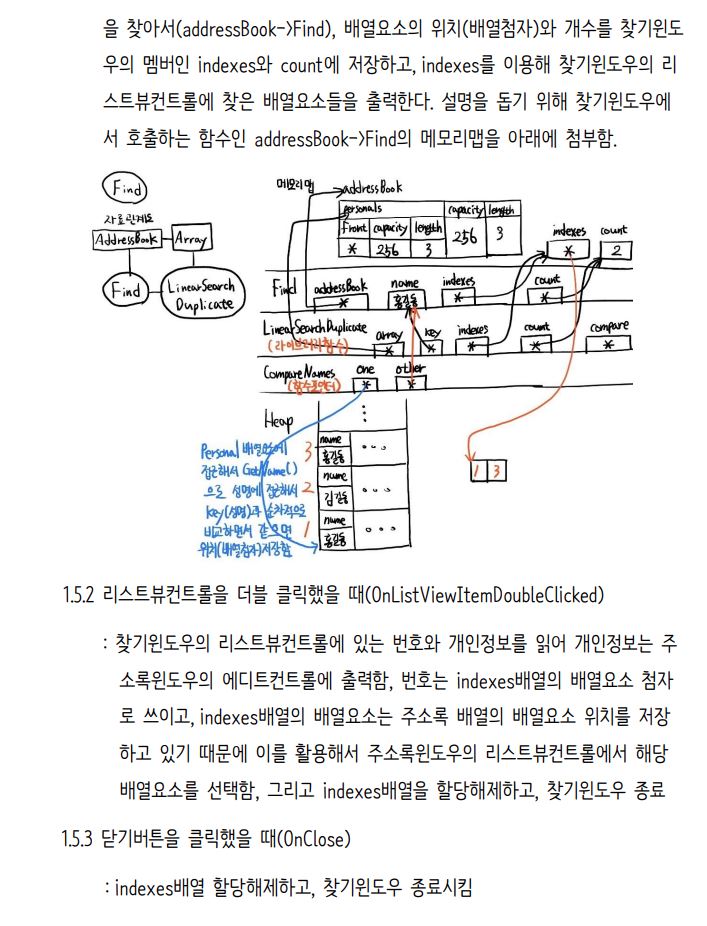 을 찾아서(addressBook->Find), 배열요소의 위치(배열첨자)와 개수를 찾기윈도
우의 멤버인 indexes와 count에 저장하고, indexes를 이용해 찾기윈도우의 리
스트뷰컨트롤에 찾은 배열요소들을 출력한다. 설명을 돕기 위해 찾기윈도우에
서 호출하는 함수인 addressBook->Find의 메모리맵을 아래에 첨부함.
Find
자료관계도
AddressBook
Array
Find
LinearSearch
Duplicate
메모리맵
addressBook
personals
capacity length
front capacity length
* 256 3
256 3
indexes
*
count
2
Find addressBook name indexes count
* 홍길동 * *
LinearSearchDuplicate array key indexes count compare
(라이브러리함수) * * * * *
CompareNames one other
(함수포인터) * *
Heap
⋮
3 name
홍길동 ...
2 name
김길동 ...
1 name
홍길동 ...
1 3
Personal 배열요소에
접근해서 GetName()
으로 성명에 접근해서
key(성명)과 순차적으로
비교하면서 같으면
위치(배열첨자)저장함
1.5.2 리스트뷰컨트롤을 더블 클릭했을 때(OnListViewItemDoubleClicked)
: 찾기윈도우의 리스트뷰컨트롤에 있는 번호와 개인정보를 읽어 개인정보는 주
소록윈도우의 에디트컨트롤에 출력함, 번호는 indexes배열의 배열요소 첨자
로 쓰이고, indexes배열의 배열요소는 주소록 배열의 배열요소 위치를 저장
하고 있기 때문에 이를 활용해서 주소록윈도우의 리스트뷰컨트롤에서 해당
배열요소를 선택함, 그리고 indexes배열을 할당해제하고, 찾기윈도우 종료
1.5.3 닫기버튼을 클릭했을 때(OnClose)
: indexes배열 할당해제하고, 찾기윈도우 종료시킴